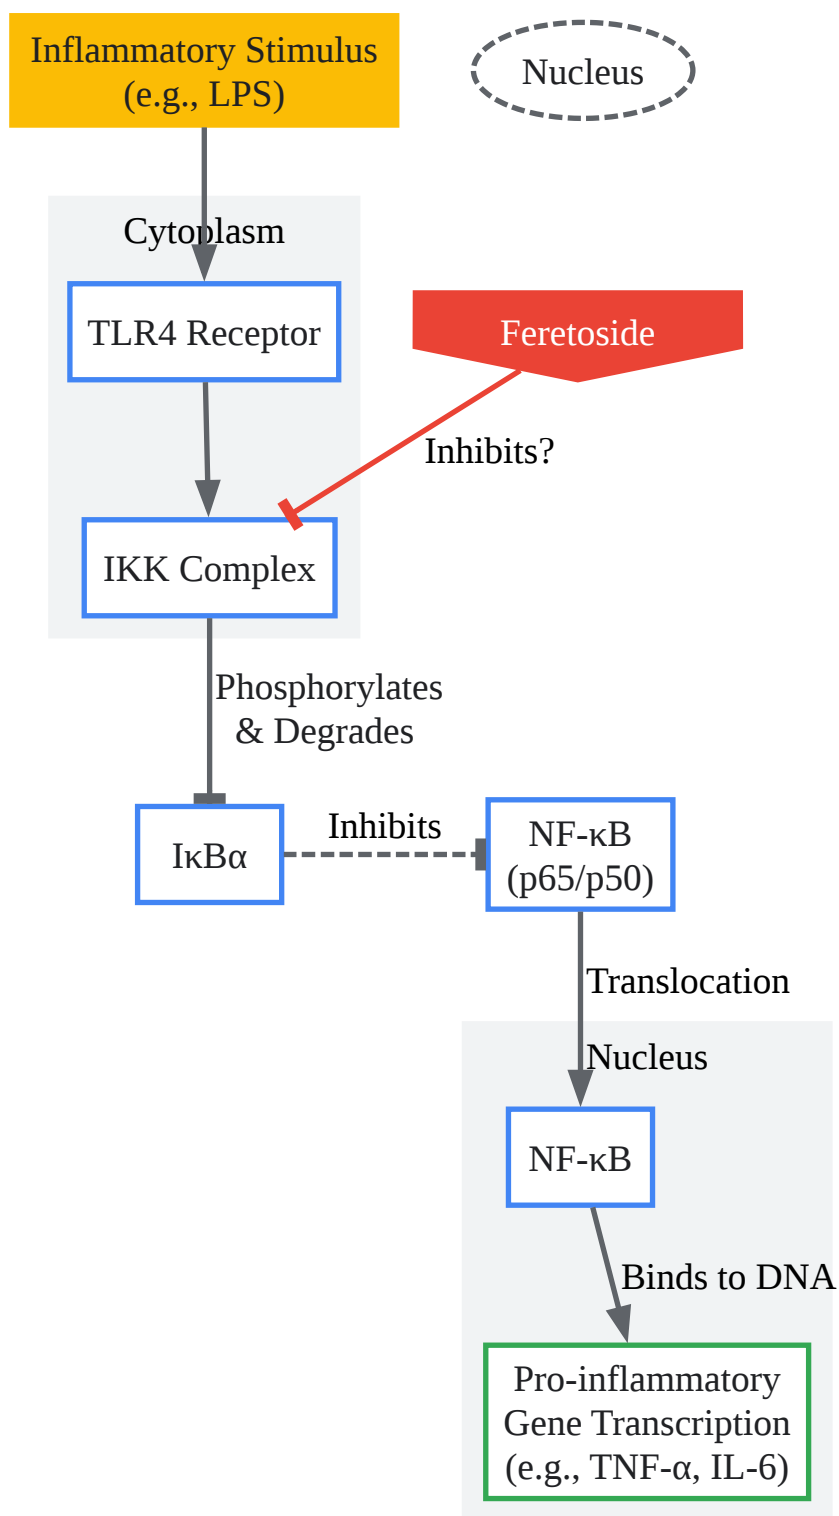 Inflammatory Stimulus
(e.g., LPS)
Nucleus
Cytoplasm
TLR4 Receptor
Feretoside
Inhibits?
IKK Complex
Phosphorylates
& Degrades
IκBα
Inhibits
NF-κB
(p65/p50)
Translocation
Nucleus
NF-κB
Binds to DNA
Pro-inflammatory
Gene Transcription
(e.g., TNF-α, IL-6)